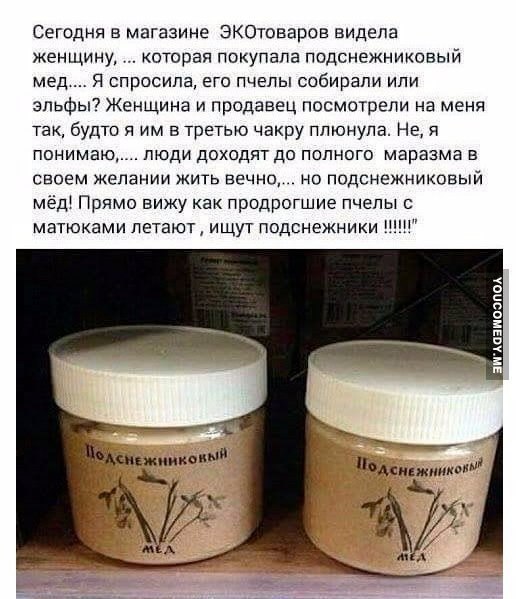 Сегодня в магазине ЭКОтоваров видела
женщину, ... которая покупала подснежниковый
мед.... Я спросила, его пчелы собирали или
эльфы? Женщина и продавец посмотрели на меня
так, будто я им в третью чакру плюнула. Не, я
понимаю,.... люди доходят до полного маразма в
своем желании жить вечно,... но подснежниковый
мёд! Прямо вижу как продрогшие пчелы с
матюками летают , ищут подснежники !!!!!!"
YOUCOMEDY.ME
Подснежниковый
МЁД
Подснежниковый
МЁД